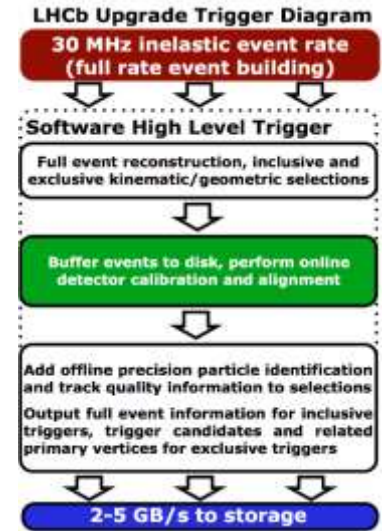 LHCb Upgrade Trigger Diagram
30 MHz inelastic event rate
(full rate event building)
Software High Level Trigger
Full event reconstruction, inclusive and
exclusive kinematic/geometric selections
Buffer events to disk, perform online
detector calibration and alignment
Add offline precision particle identification
and track quality information to selections
Output full event information for inclusive
triggers, trigger candidates and related
primary vertices for exclusive triggers
2-5 GB/s to storage